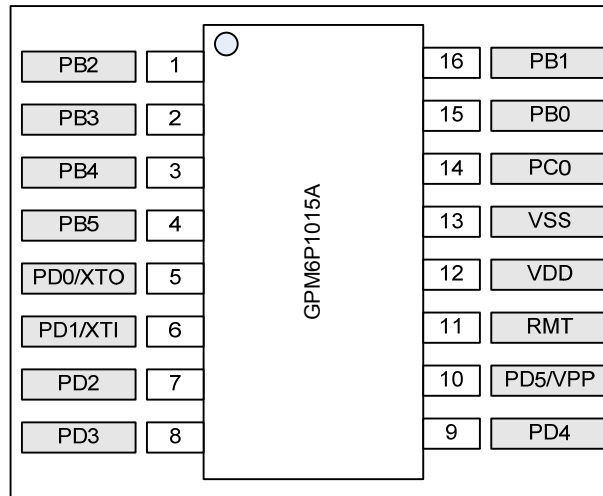 PB2 1 16 PB1
PB3 2 15 PB0
PB4 3 14 PC0
PB5 4 13 VSS
PD0/XTO 5 12 VDD
PD1/XTI 6 11 RMT
PD2 7 10 PD5/VPP
PD3 8 9 PD4
GPM6P1015A